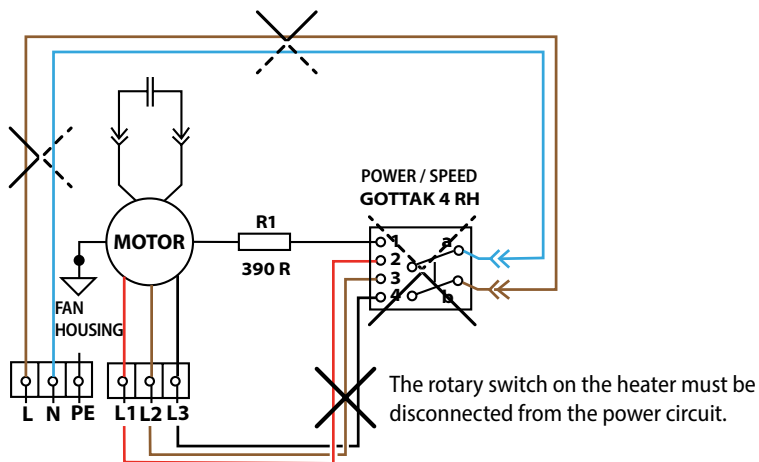 POWER / SPEED
GOTTAK 4 RH
R1
1
a
MOTOR
2
390 R
3
4
b
FAN
HOUSING
L N PE L1 L2 L3
The rotary switch on the heater must be
disconnected from the power circuit.